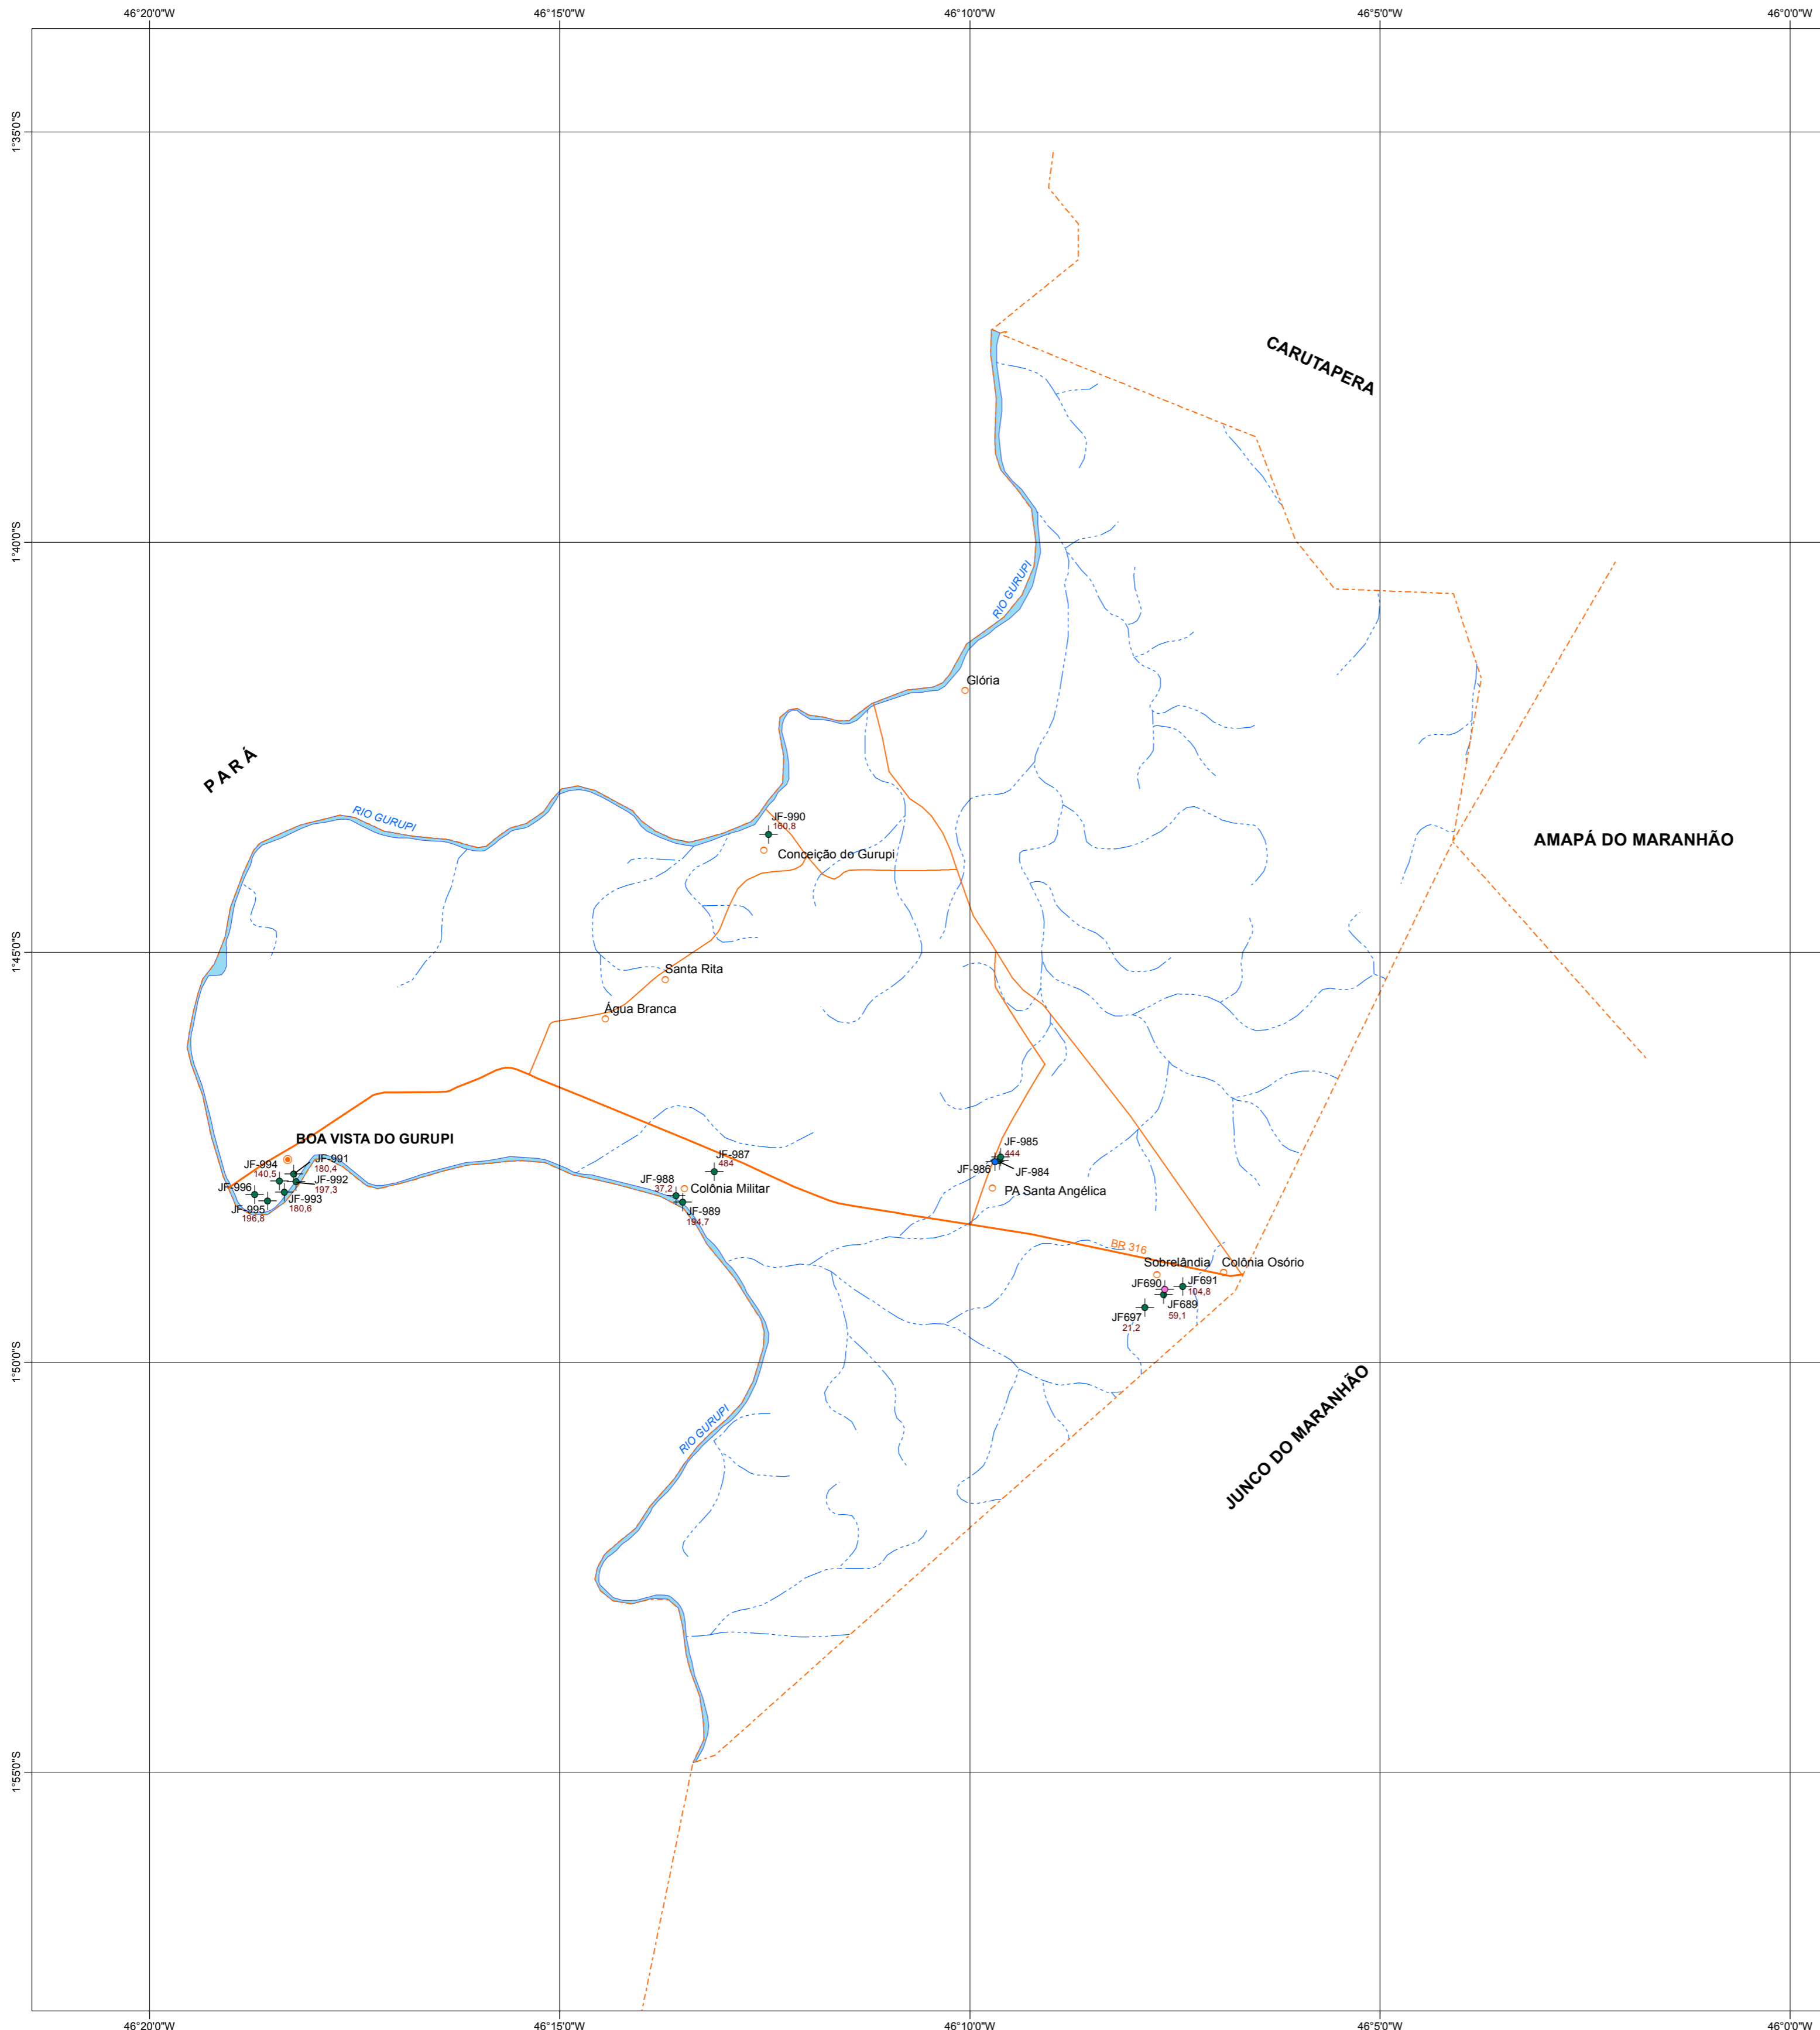 46°20'0"W
46°15'0"W
46°10'0"W
46°5'0"W
46°0'0"W
1°35'0"S
CARUTAPERA
1°40'0"S
RIO GURUPI
Glória
PARÁ
RIO GURUPI
JF-990
160,8
Conceição do Gurupi
AMAPÁ DO MARANHÃO
1°45'0"S
Santa Rita
Água Branca
BOA VISTA DO GURUPI
JF-994
140,5
JF-991
180,4
JF-992
197,3
JF-996
JF-993
180,6
JF-995
196,8
JF-987
484
JF-988
37,2
Colônia Militar
JF-989
194,7
JF-985
444
JF-986
JF-984
PA Santa Angélica
BR 316
Sobrelândia
Colônia Osório
JF690
JF691
104,8
JF689
59,1
JF697
21,2
1°50'0"S
JUNCO DO MARANHÃO
RIO GURUPI
1°55'0"S
46°20'0"W
46°15'0"W
46°10'0"W
46°5'0"W
46°0'0"W